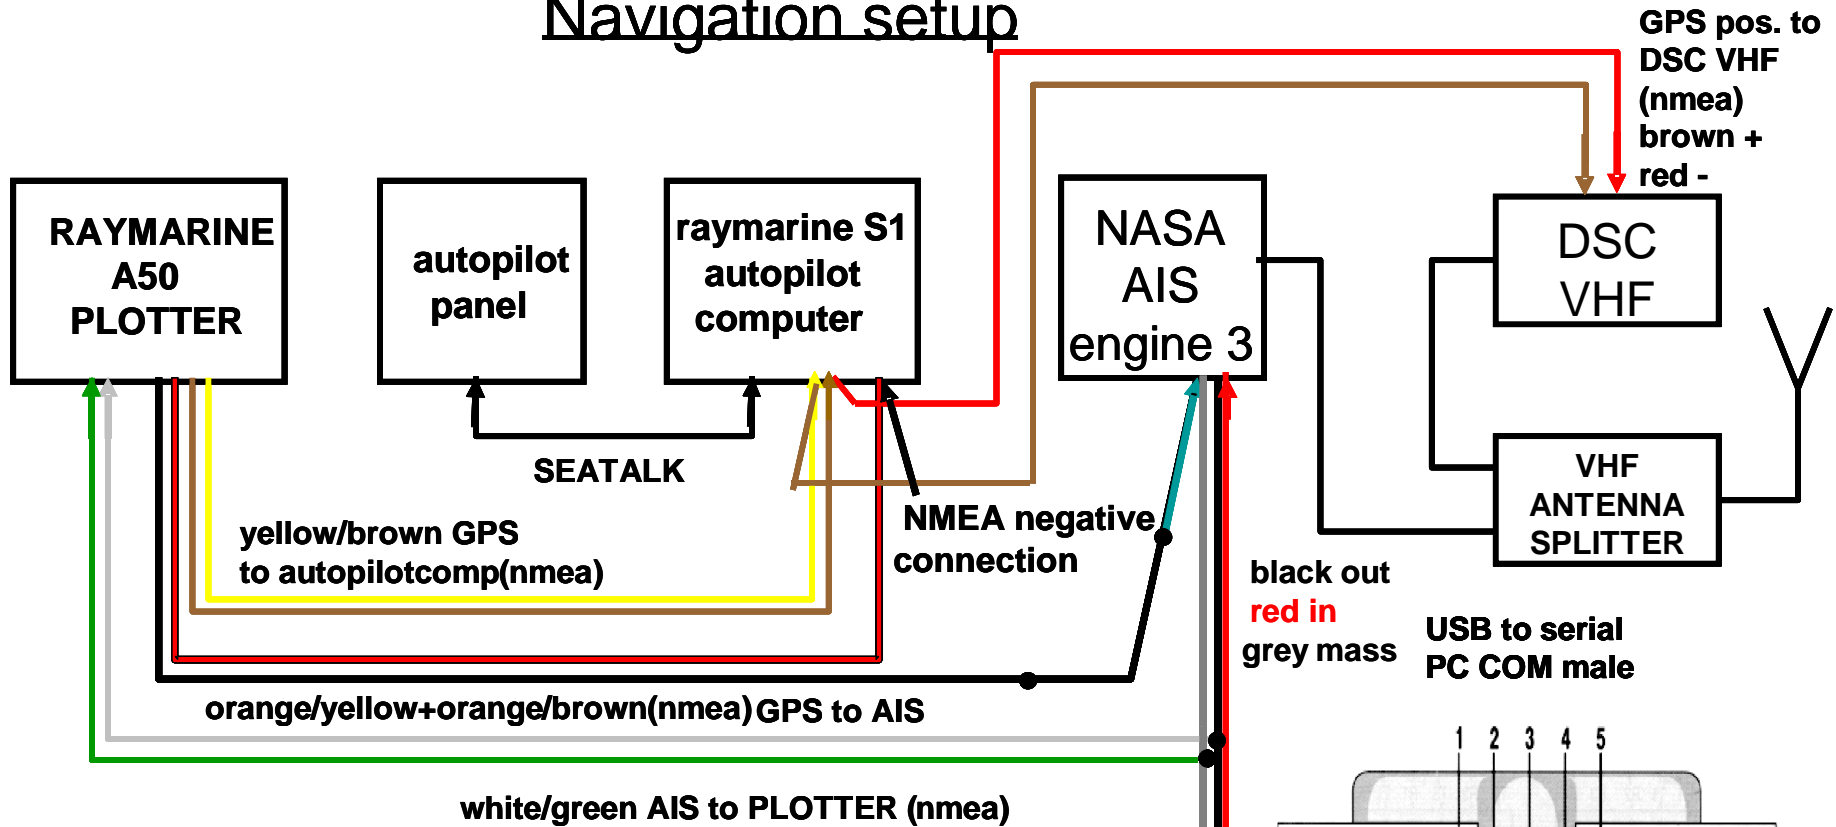 Navigation setup
GPS pos. to
DSC VHF
(nmea)
brown +
red -
RAYMARINE
A50
PLOTTER
autopilot
panel
raymarine S1
autopilot
computer
NASA
AIS
engine 3
DSC
VHF
SEATALK
VHF
ANTENNA
SPLITTER
NMEA negative
connection
yellow/brown GPS
to autopilotcomp(nmea)
black out
red in
grey mass
USB to serial
PC COM male
orange/yellow+orange/brown(nmea) GPS to AIS
1 2 3 4 5
white/green AIS to PLOTTER (nmea)